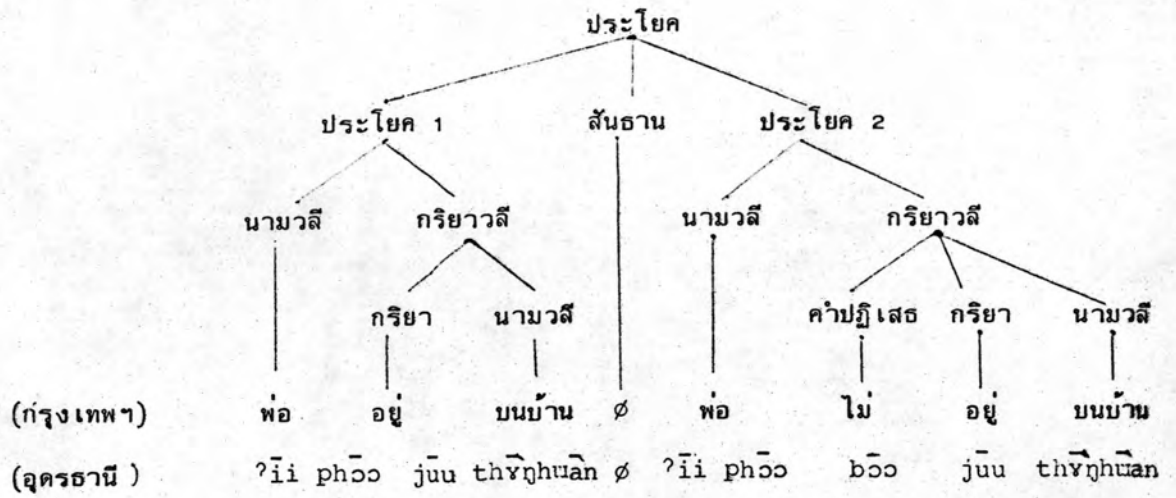 ประโยค
ประโยค 1 สันธาน ประโยค 2
นามวลี กริยาวลี นามวลี กริยาวลี
กริยา นามวลี คำปฏิเสธ กริยา นามวลี
(กรุงเทพฯ) พ่อ อยู่ บนบ้าน ø พ่อ ไม่ อยู่ บนบ้าน
(อุดรธานี) ʔīi phɔ̄ɔ jūu thɤ̄ŋhɯan ø ʔīi phɔ̄ɔ bɔ̄ɔ jūu thɤ̄ŋhɯan